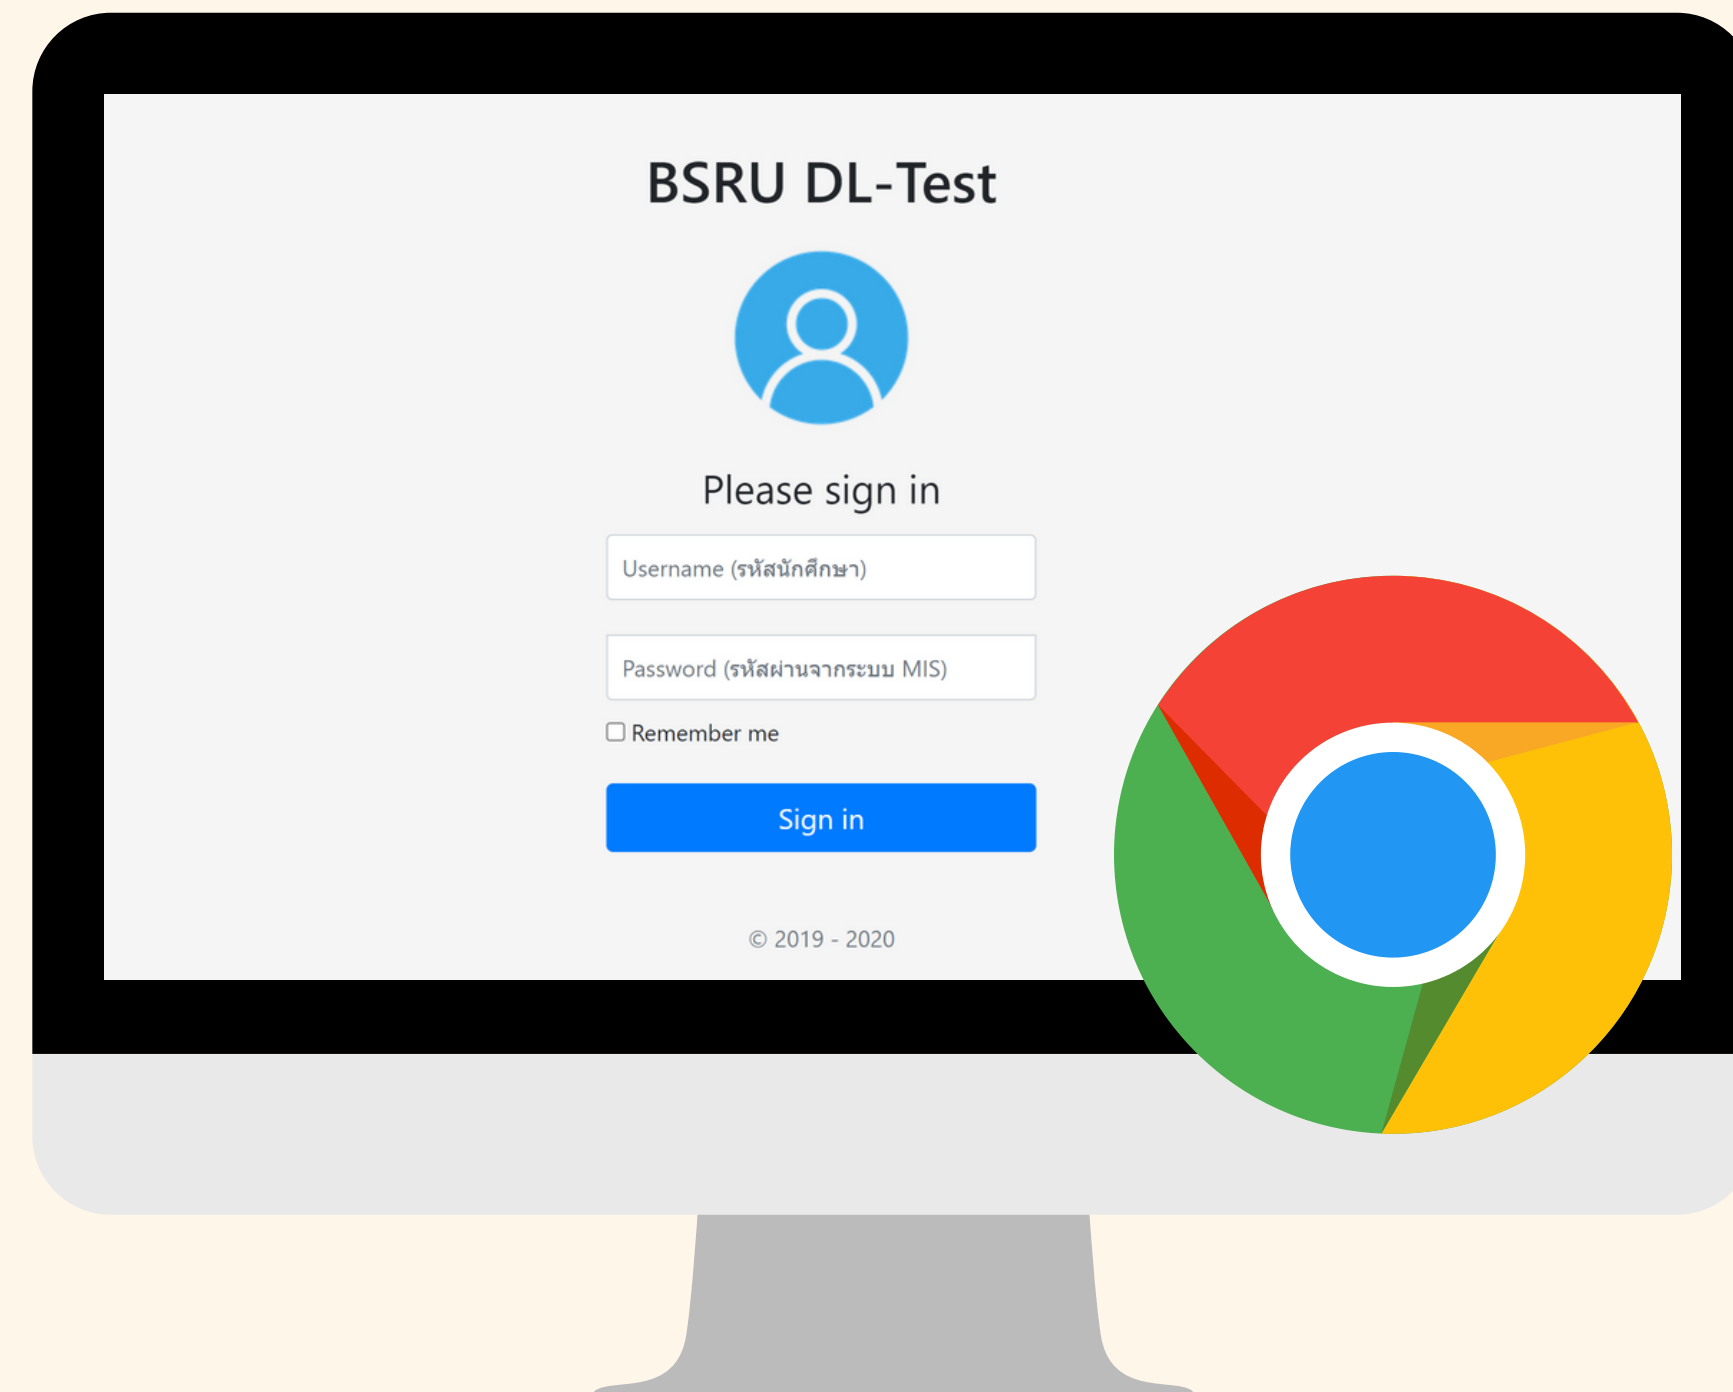 BSRU DL-Test
Please sign in
Username (รหัสนักศึกษา)
Password (รหัสผ่านจากระบบ MIS)
Remember me
Sign in
© 2019 - 2020